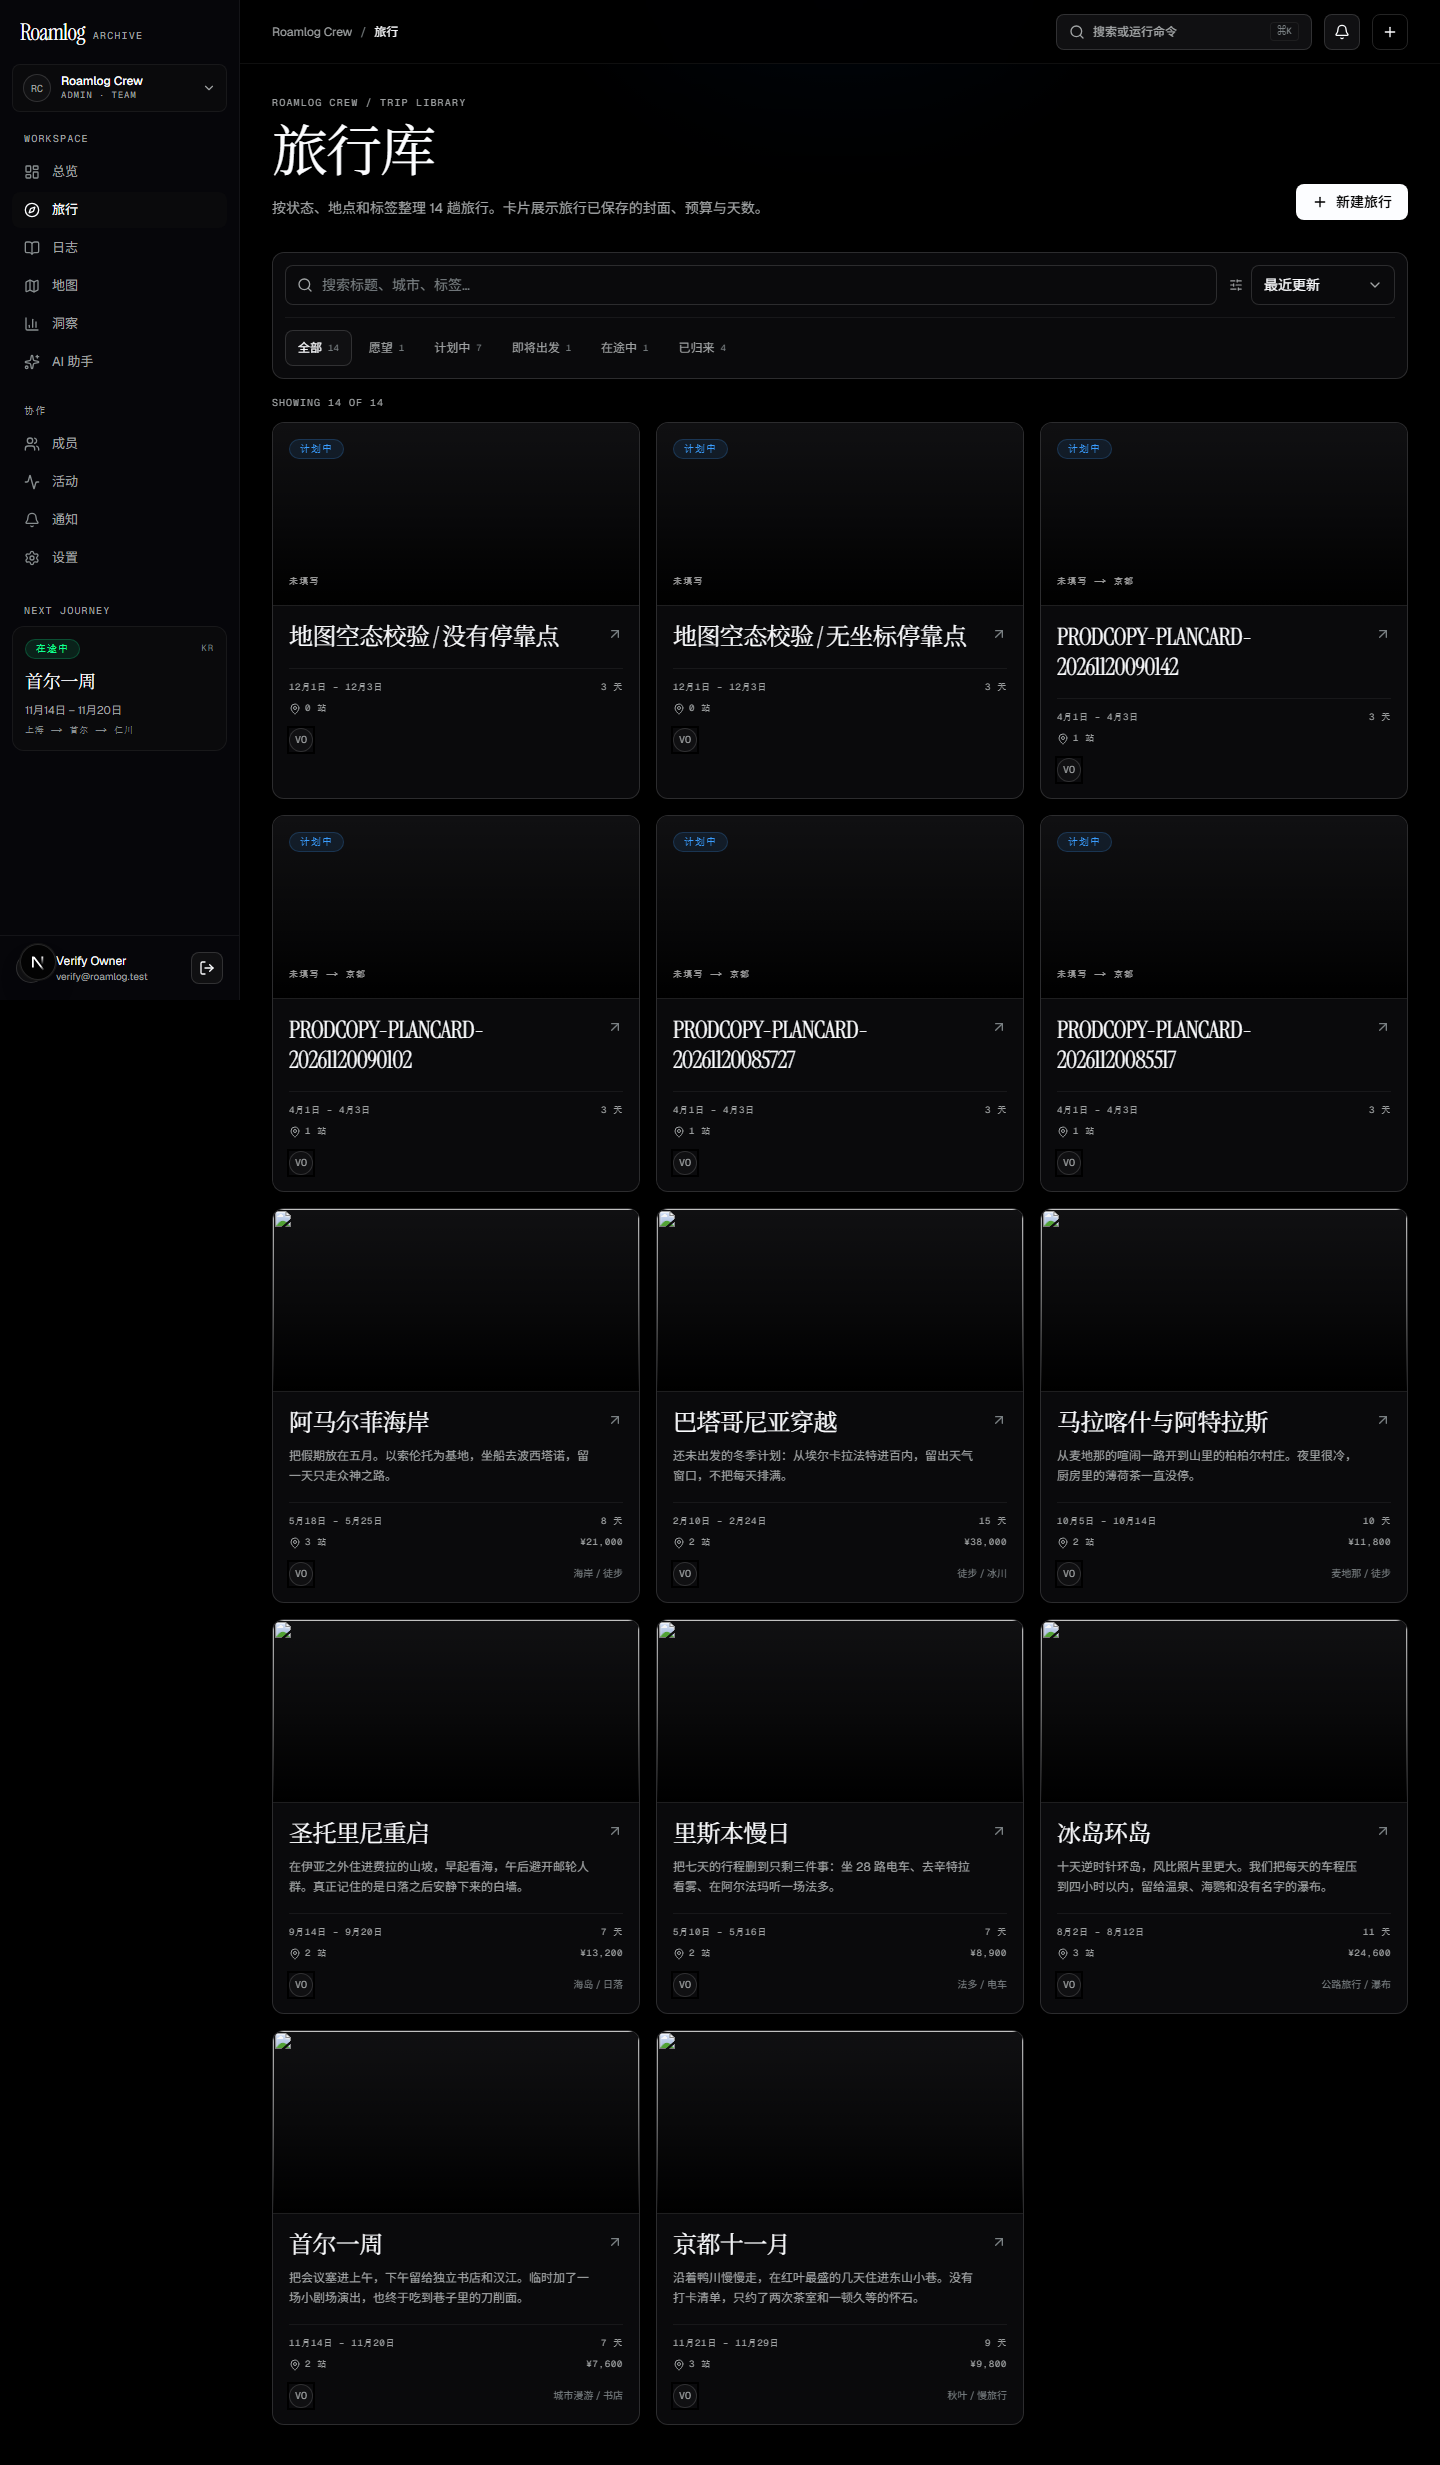 Roamlog ARCHIVE
RC
Roamlog Crew
ADMIN · TEAM
WORKSPACE
总览
旅行
日志
地图
洞察
AI 助手
协作
成员
活动
通知
设置
NEXT JOURNEY
在途中
KR
首尔一周
11月14日 – 11月20日
上海 → 首尔 → 仁川
N
Verify Owner
verify@roamlog.test
Roamlog Crew / 旅行
搜索或运行命令
⌘K
ROAMLOG CREW / TRIP LIBRARY
旅行库
按状态、地点和标签整理 14 趟旅行。卡片展示旅行已保存的封面、预算与天数。
新建旅行
搜索标题、城市、标签…
最近更新
全部 14
愿望 1
计划中 7
即将出发 1
在途中 1
已归来 4
SHOWING 14 OF 14
计划中
未填写
地图空态校验 / 没有停靠点
12月1日 – 12月3日
3 天
0 站
VO
计划中
未填写
地图空态校验 / 无坐标停靠点
12月1日 – 12月3日
3 天
0 站
VO
计划中
未填写 → 京都
PRODCOPY-PLANCARD-
20261120090142
4月1日 – 4月3日
3 天
1 站
VO
计划中
未填写 → 京都
PRODCOPY-PLANCARD-
20261120090102
4月1日 – 4月3日
3 天
1 站
VO
计划中
未填写 → 京都
PRODCOPY-PLANCARD-
20261120085727
4月1日 – 4月3日
3 天
1 站
VO
计划中
未填写 → 京都
PRODCOPY-PLANCARD-
20261120085517
4月1日 – 4月3日
3 天
1 站
VO
阿马尔菲海岸
把假期放在五月。以索伦托为基地，坐船去波西塔诺，留
一天只走众神之路。
5月18日 – 5月25日
8 天
3 站
¥21,000
VO
海岸 / 徒步
巴塔哥尼亚穿越
还未出发的冬季计划：从埃尔卡拉法特进百内，留出天气
窗口，不把每天排满。
2月10日 – 2月24日
15 天
2 站
¥38,000
VO
徒步 / 冰川
马拉喀什与阿特拉斯
从麦地那的喧闹一路开到山里的柏柏尔村庄。夜里很冷，
厨房里的薄荷茶一直没停。
10月5日 – 10月14日
10 天
2 站
¥11,800
VO
麦地那 / 徒步
圣托里尼重启
在伊亚之外住进费拉的山坡，早起看海，午后避开邮轮人
群。真正记住的是日落之后安静下来的白墙。
9月14日 – 9月20日
7 天
2 站
¥13,200
VO
海岛 / 日落
里斯本慢日
把七天的行程删到只剩三件事：坐 28 路电车、去辛特拉
看雾、在阿尔法玛听一场法多。
5月10日 – 5月16日
7 天
2 站
¥8,900
VO
法多 / 电车
冰岛环岛
十天逆时针环岛，风比照片里更大。我们把每天的车程压
到四小时以内，留给温泉、海鹦和没有名字的瀑布。
8月2日 – 8月12日
11 天
3 站
¥24,600
VO
公路旅行 / 瀑布
首尔一周
把会议塞进上午，下午留给独立书店和汉江。临时加了一
场小剧场演出，也终于吃到巷子里的刀削面。
11月14日 – 11月20日
7 天
2 站
¥7,600
VO
城市漫游 / 书店
京都十一月
沿着鸭川慢慢走，在红叶最盛的几天住进东山小巷。没有
打卡清单，只约了两次茶室和一顿久等的怀石。
11月21日 – 11月29日
9 天
3 站
¥9,800
VO
秋叶 / 慢旅行